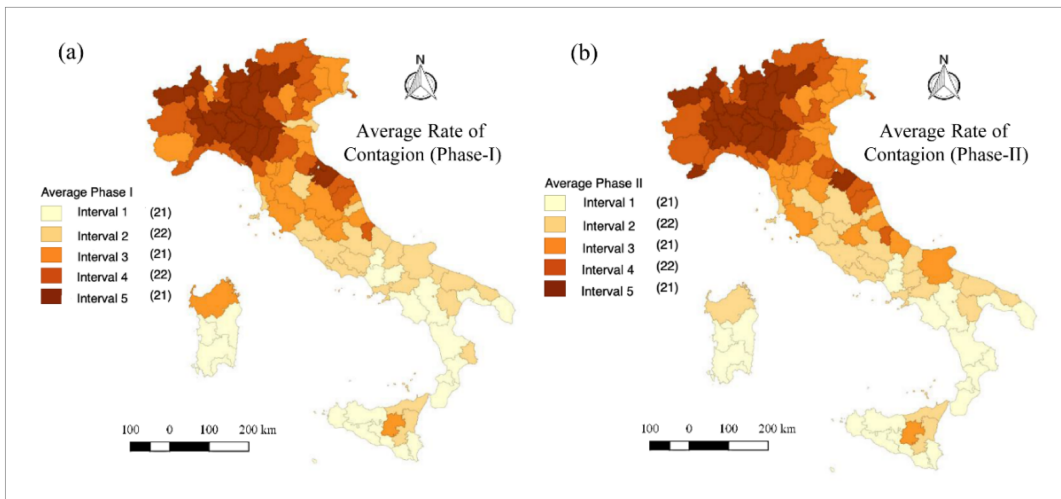 (a)
N
Average Rate of
Contagion (Phase-I)
Average Phase I
Interval 1 (21)
Interval 2 (22)
Interval 3 (21)
Interval 4 (22)
Interval 5 (21)
100 0 100 200 km
(b)
N
Average Rate of
Contagion (Phase-II)
Average Phase II
Interval 1 (21)
Interval 2 (22)
Interval 3 (21)
Interval 4 (22)
Interval 5 (21)
100 0 100 200 km